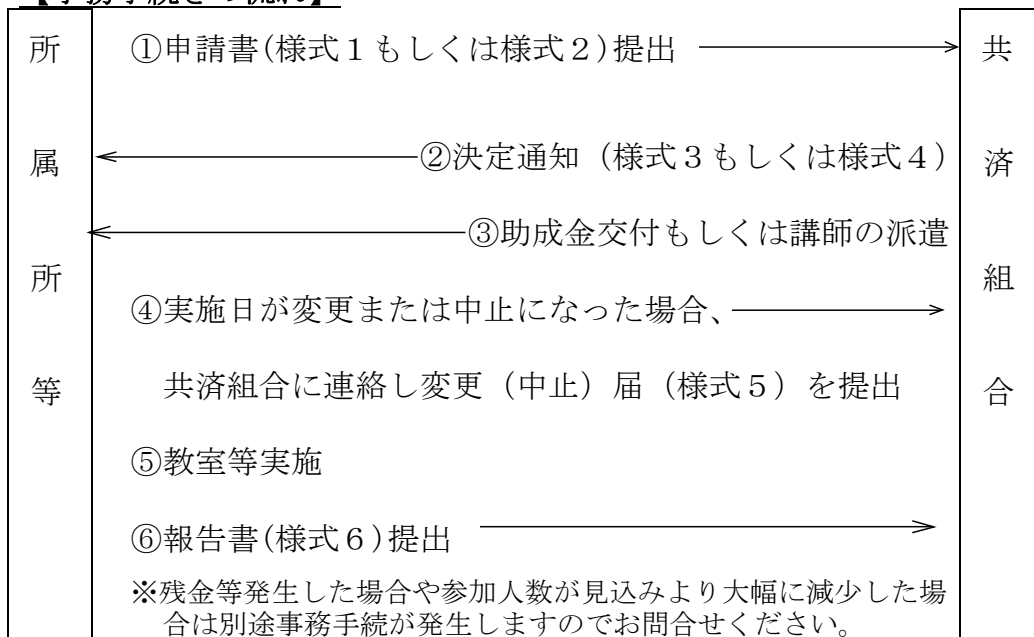 【事務手続きの流れ】
所属所等
共済組合
①申請書(様式1もしくは様式2)提出
②決定通知(様式3もしくは様式4)
③助成金交付もしくは講師の派遣
④実施日が変更または中止になった場合、
共済組合に連絡し変更(中止)届(様式5)を提出
⑤教室等実施
⑥報告書(様式6)提出
※残金等発生した場合や参加人数が見込みより大幅に減少した場
合は別途事務手続が発生しますのでお問合せください。